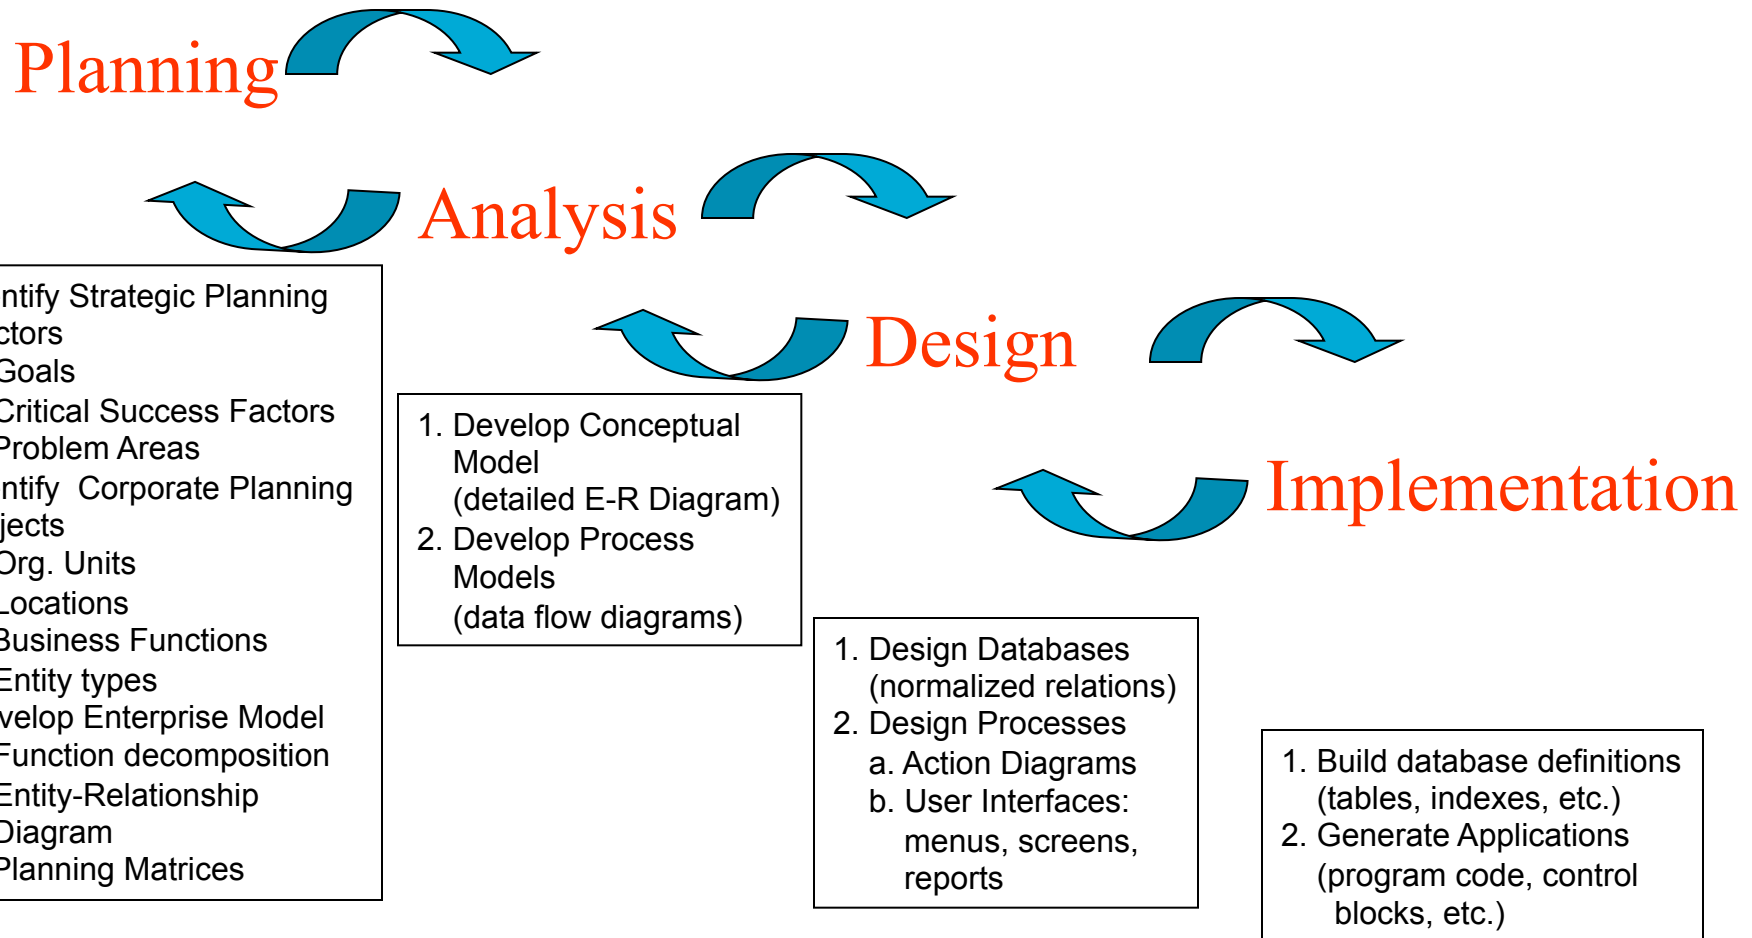 Planning
Analysis
Design
Implementation
ntify Strategic Planning
ctors
Goals
Critical Success Factors
Problem Areas
ntify Corporate Planning
jects
Org. Units
Locations
Business Functions
Entity types
velop Enterprise Model
Function decomposition
Entity-Relationship
Diagram
Planning Matrices
1. Develop Conceptual
Model
(detailed E-R Diagram)
2. Develop Process
Models
(data flow diagrams)
1. Design Databases
(normalized relations)
2. Design Processes
a. Action Diagrams
b. User Interfaces:
menus, screens,
reports
1. Build database definitions
(tables, indexes, etc.)
2. Generate Applications
(program code, control
blocks, etc.)